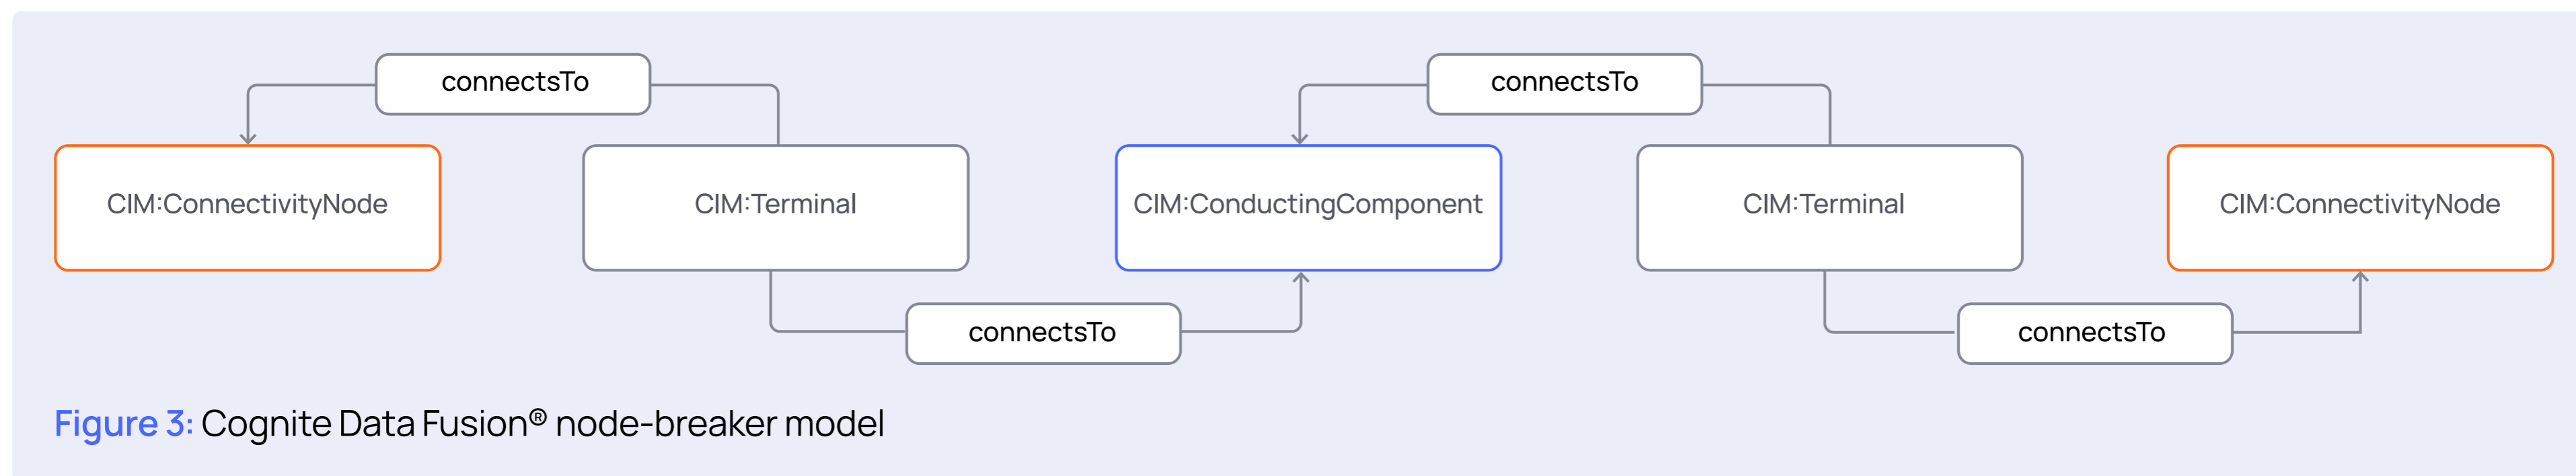 connectsTo
connectsTo
CIM:ConnectivityNode
CIM:Terminal
CIM:ConductingComponent
CIM:Terminal
CIM:ConnectivityNode
connectsTo
connectsTo
Figure 3: Cognite Data Fusion® node-breaker model